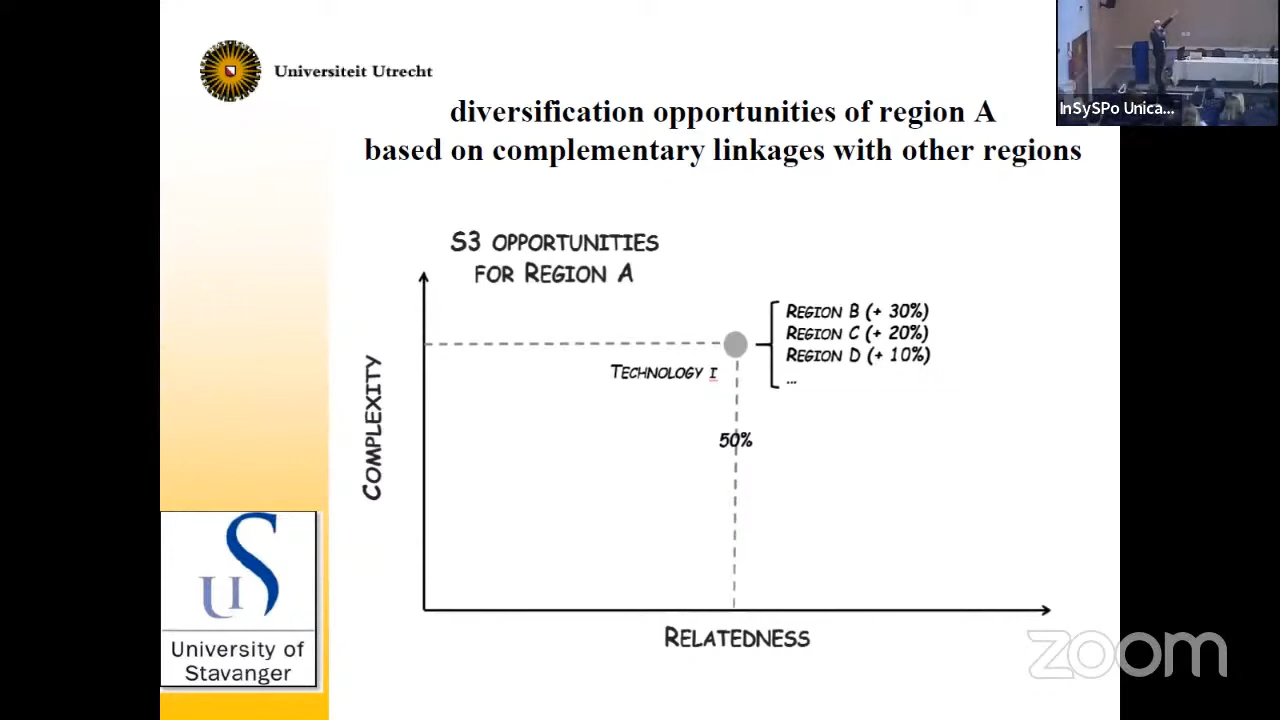 Universiteit Utrecht
InSySPo Unica...
diversification opportunities of region A
based on complementary linkages with other regions
S3 OPPORTUNITIES
FOR REGION A
REGION B (+ 30%)
REGION C (+ 20%)
REGION D (+ 10%)
...
TECHNOLOGY I
50%
COMPLEXITY
RELATEDNESS
US
University of
Stavanger
zoom